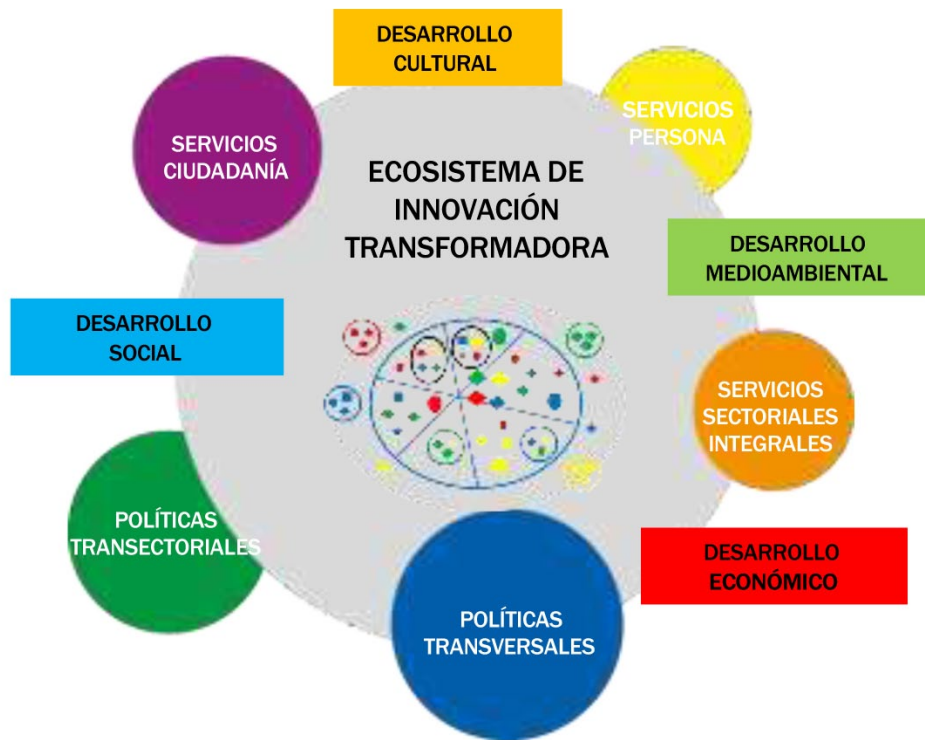 DESARROLLO
CULTURAL
SERVICIOS
PERSONA
SERVICIOS
CIUDADANÍA
ECOSISTEMA DE
INNOVACIÓN
TRANSFORMADORA
DESARROLLO
MEDIOAMBIENTAL
DESARROLLO
SOCIAL
SERVICIOS
SECTORIALES
INTEGRALES
POLÍTICAS
TRANSECTORIALES
DESARROLLO
ECONÓMICO
POLÍTICAS
TRANSVERSALES